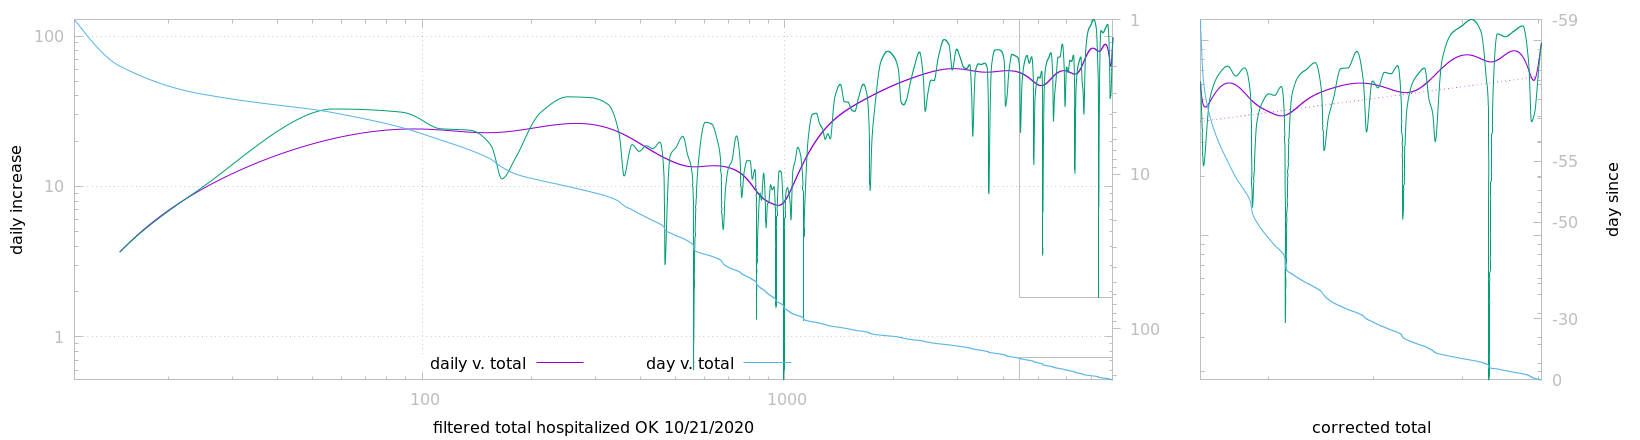 100
10
1
daily increase
daily v. total
day v. total
100
1000
filtered total hospitalized OK 10/21/2020
1
10
100
-59
-55
-50
-30
0
day since
corrected total